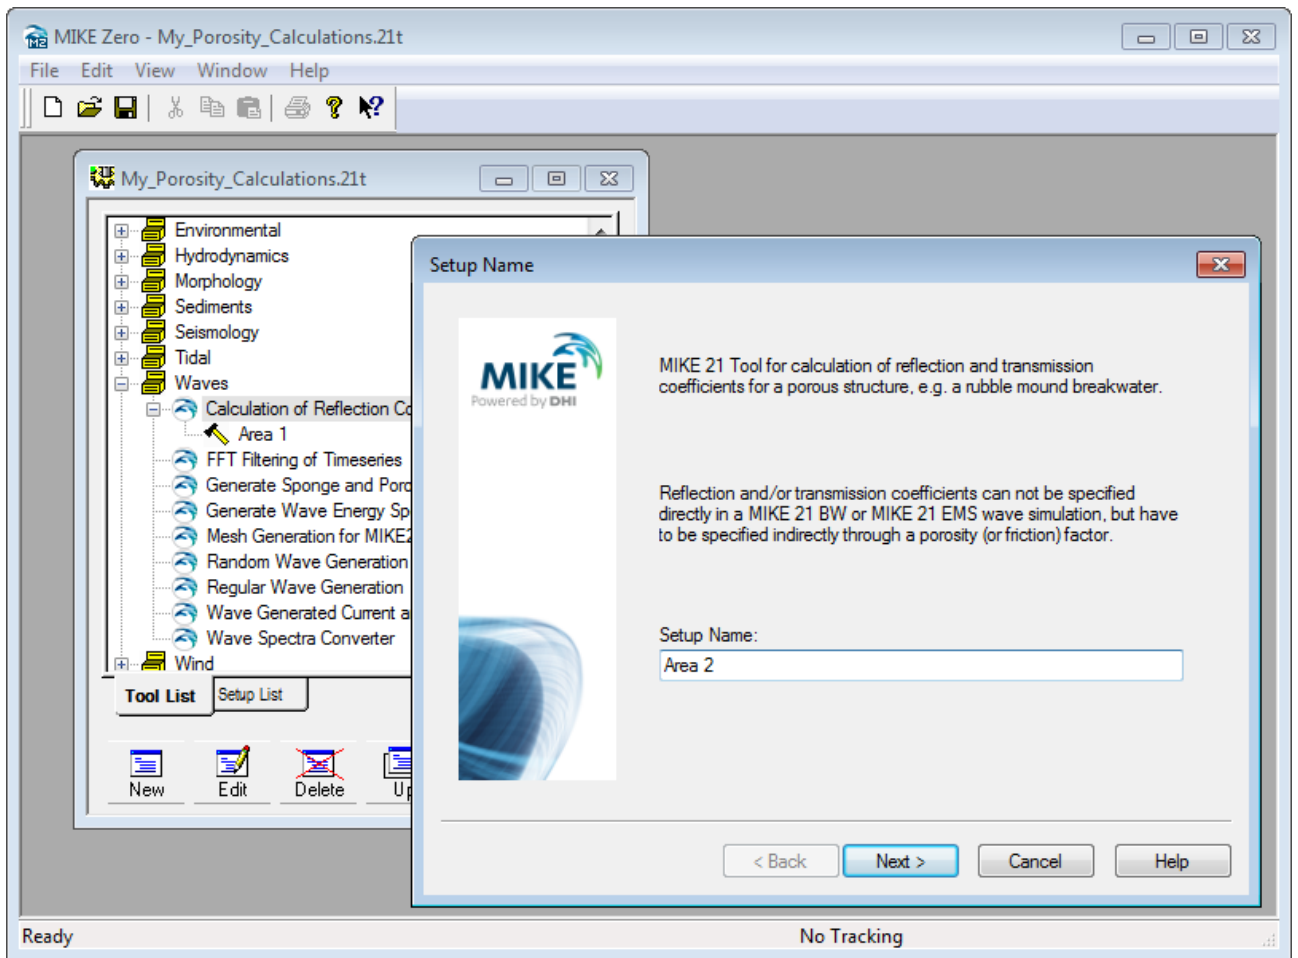 MIKE Zero - My_Porosity_Calculations.21t
File Edit View Window Help
My_Porosity_Calculations.21t
Environmental
Hydrodynamics
Morphology
Sediments
Seismology
Tidal
Waves
Calculation of Reflection Co
Area 1
FFT Filtering of Timeseries
Generate Sponge and Poro
Generate Wave Energy Sp
Mesh Generation for MIKE2
Random Wave Generation
Regular Wave Generation
Wave Generated Current a
Wave Spectra Converter
Wind
Tool List Setup List
New Edit Delete Up
Setup Name
MIKE
Powered by DHI
MIKE 21 Tool for calculation of reflection and transmission
coefficients for a porous structure, e.g. a rubble mound breakwater.
Reflection and/or transmission coefficients can not be specified
directly in a MIKE 21 BW or MIKE 21 EMS wave simulation, but have
to be specified indirectly through a porosity (or friction) factor.
Setup Name:
Area 2
< Back Next > Cancel Help
Ready No Tracking